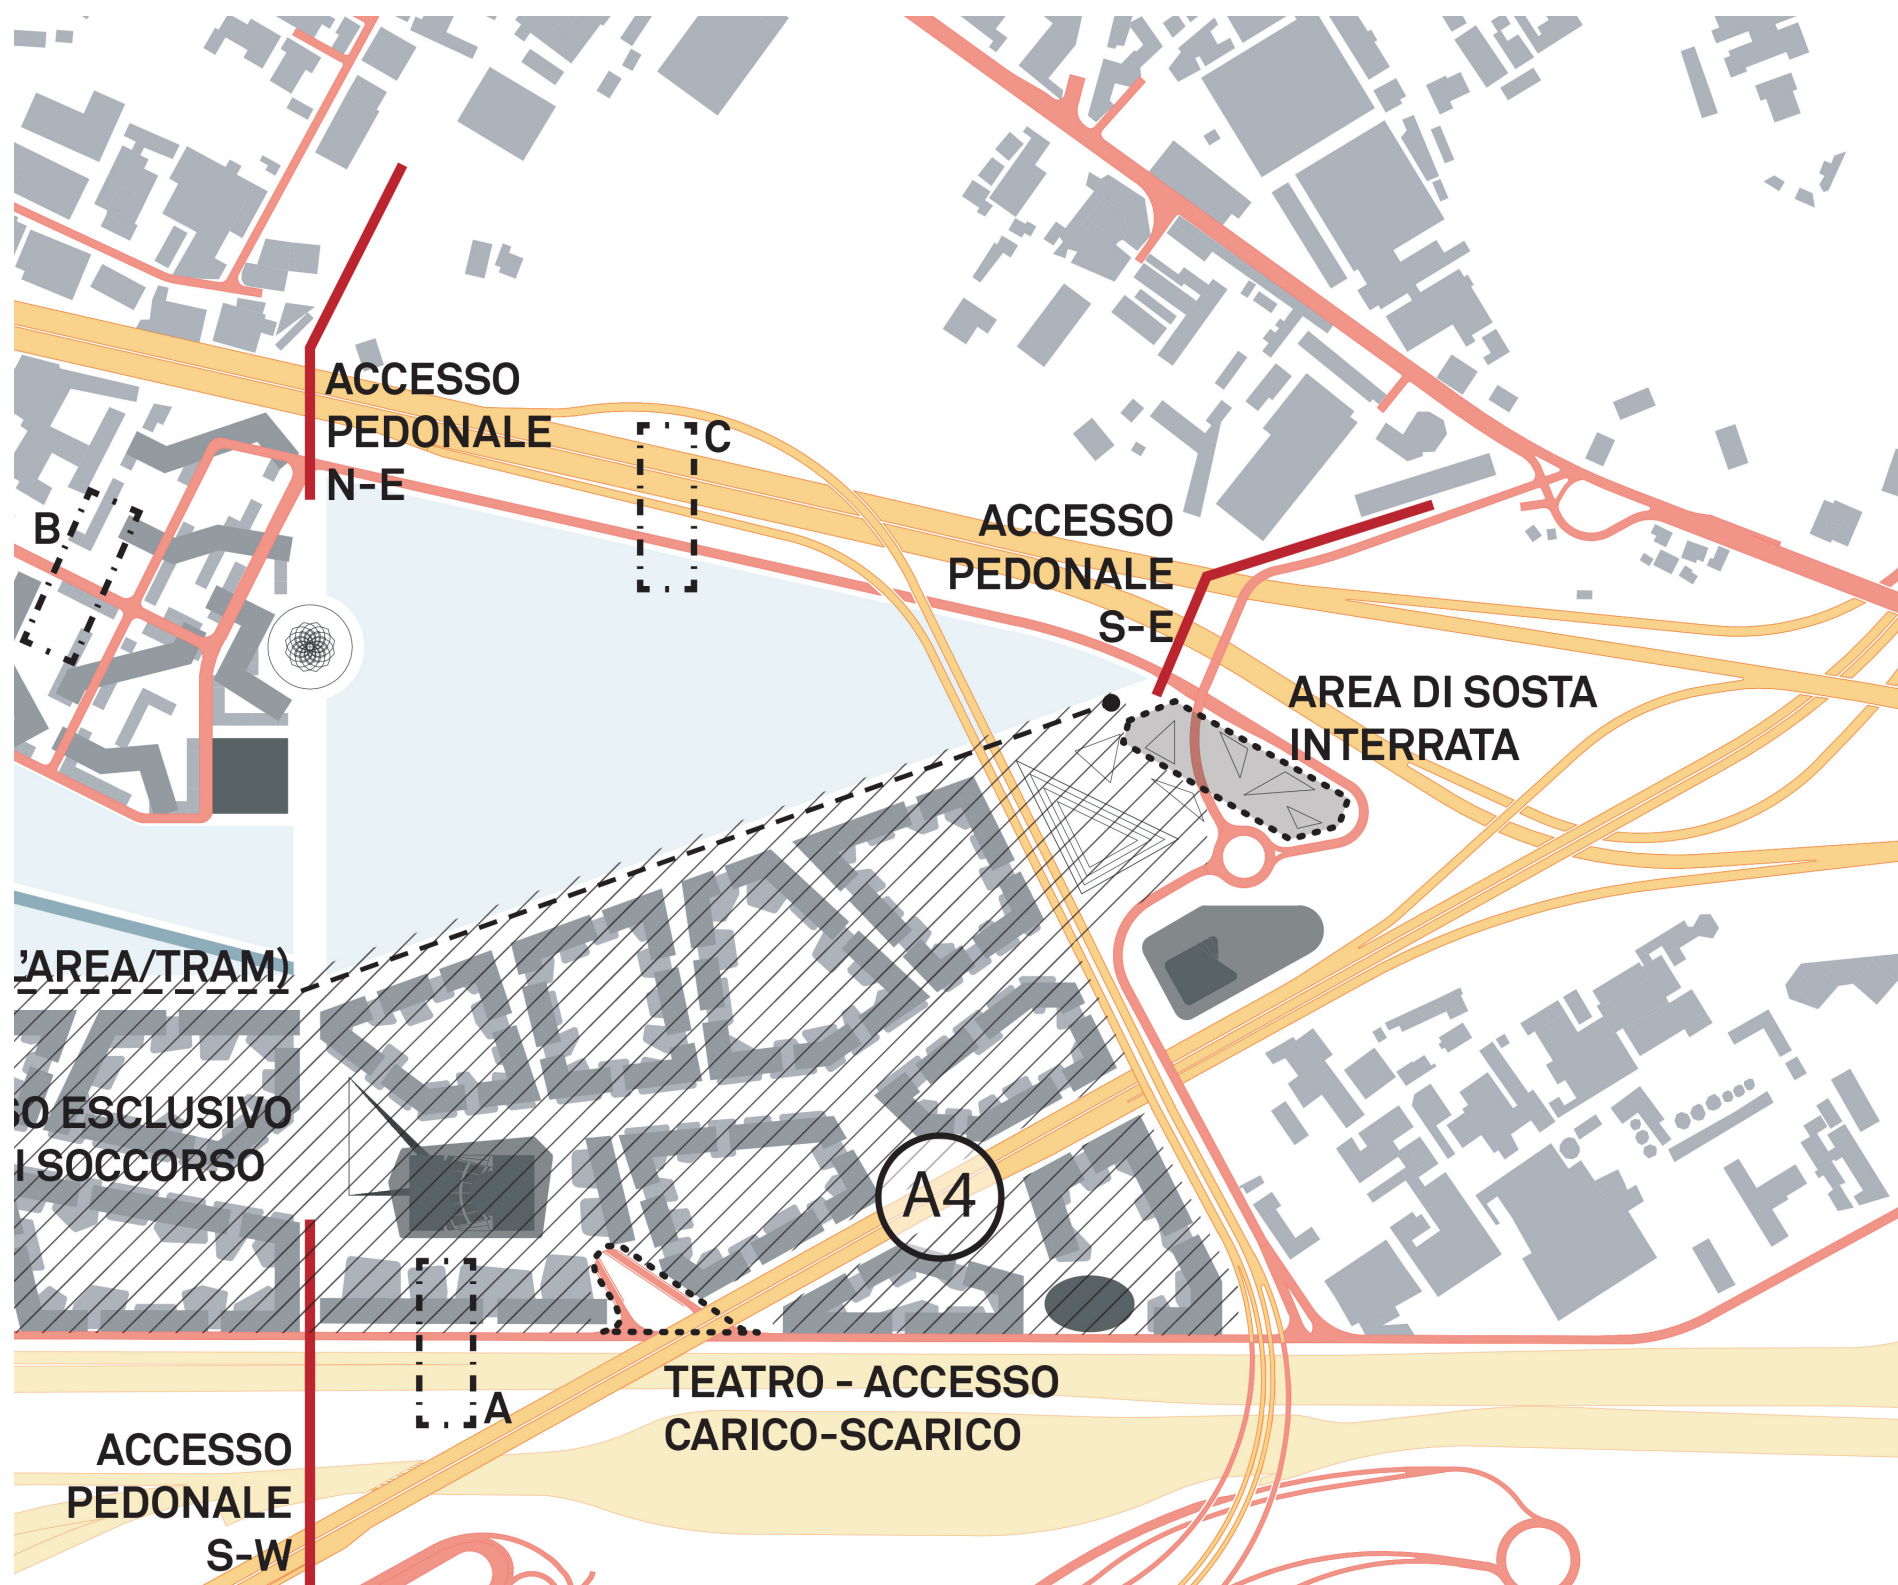 ACCESSO
PEDONALE
N-E
C
B
ACCESSO
PEDONALE
S-E
AREA DI SOSTA
INTERRATA
L'AREA/TRAM)
SO ESCLUSIVO
I SOCCORSO
A4
A
TEATRO - ACCESSO
CARICO-SCARICO
ACCESSO
PEDONALE
S-W